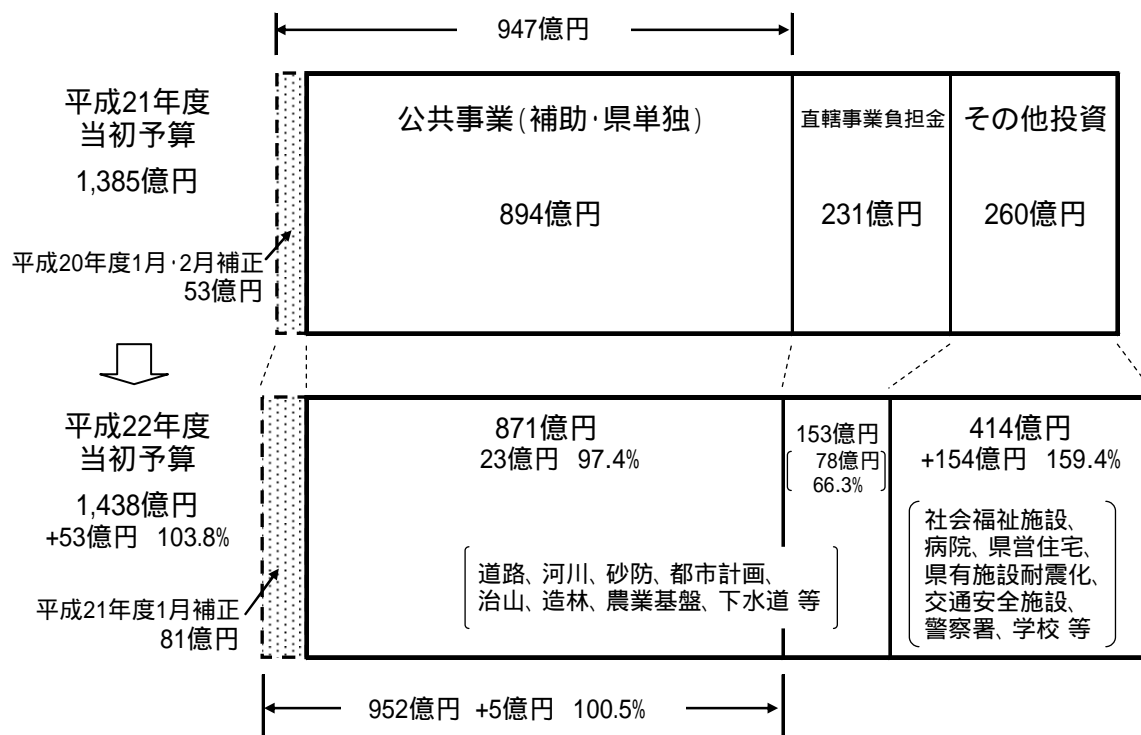 947億円
平成21年度
当初予算
1,385億円
公共事業(補助・県単独)
894億円
直轄事業負担金
231億円
その他投資
260億円
平成20年度1月・2月補正
53億円
平成22年度
当初予算
1,438億円
+53億円 103.8%
871億円
23億円 97.4%
153億円
78億円
66.3%
414億円
+154億円 159.4%
道路、河川、砂防、都市計画、
治山、造林、農業基盤、下水道 等
社会福祉施設、
病院、県営住宅、
県有施設耐震化、
交通安全施設、
警察署、学校 等
平成21年度1月補正
81億円
952億円 +5億円 100.5%